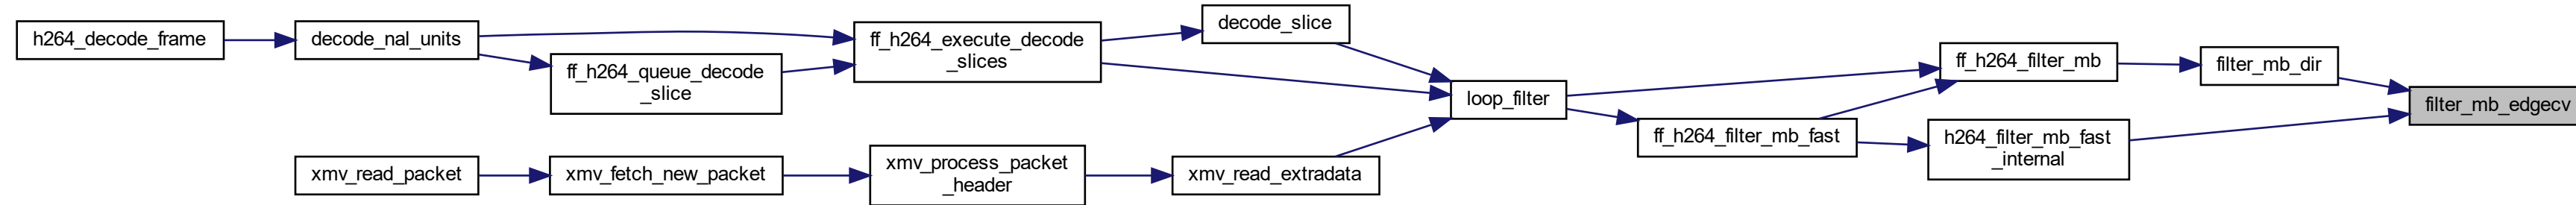 h264_decode_frame
decode_nal_units
ff_h264_queue_decode
_slice
ff_h264_execute_decode
_slices
decode_slice
loop_filter
ff_h264_filter_mb
filter_mb_dir
filter_mb_edgecv
ff_h264_filter_mb_fast
h264_filter_mb_fast
_internal
xmv_read_packet
xmv_fetch_new_packet
xmv_process_packet
_header
xmv_read_extradata